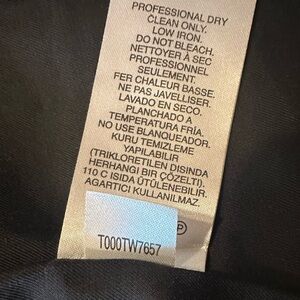 PROFESSIONAL DRY
CLEAN ONLY.
LOW IRON.
DO NOT BLEACH.
NETTOYER À SEC
PROFESSIONNEL
SEULEMENT.
FER CHALEUR BASSE.
NE PAS JAVELLISER.
LAVADO EN SECO.
PLANCHADO A
TEMPERATURA FRÍA.
NO USE BLANQUEADOR.
KURU TEMIZLEME
YAPILABILIR
(TRIKLORETILEN DISINDA
HERHANGI BIR ÇÖZELTI).
110 C ISIDA ÜTÜLENEBILIR.
AGARTICI KULLANILMAZ.
P
T000TW7657